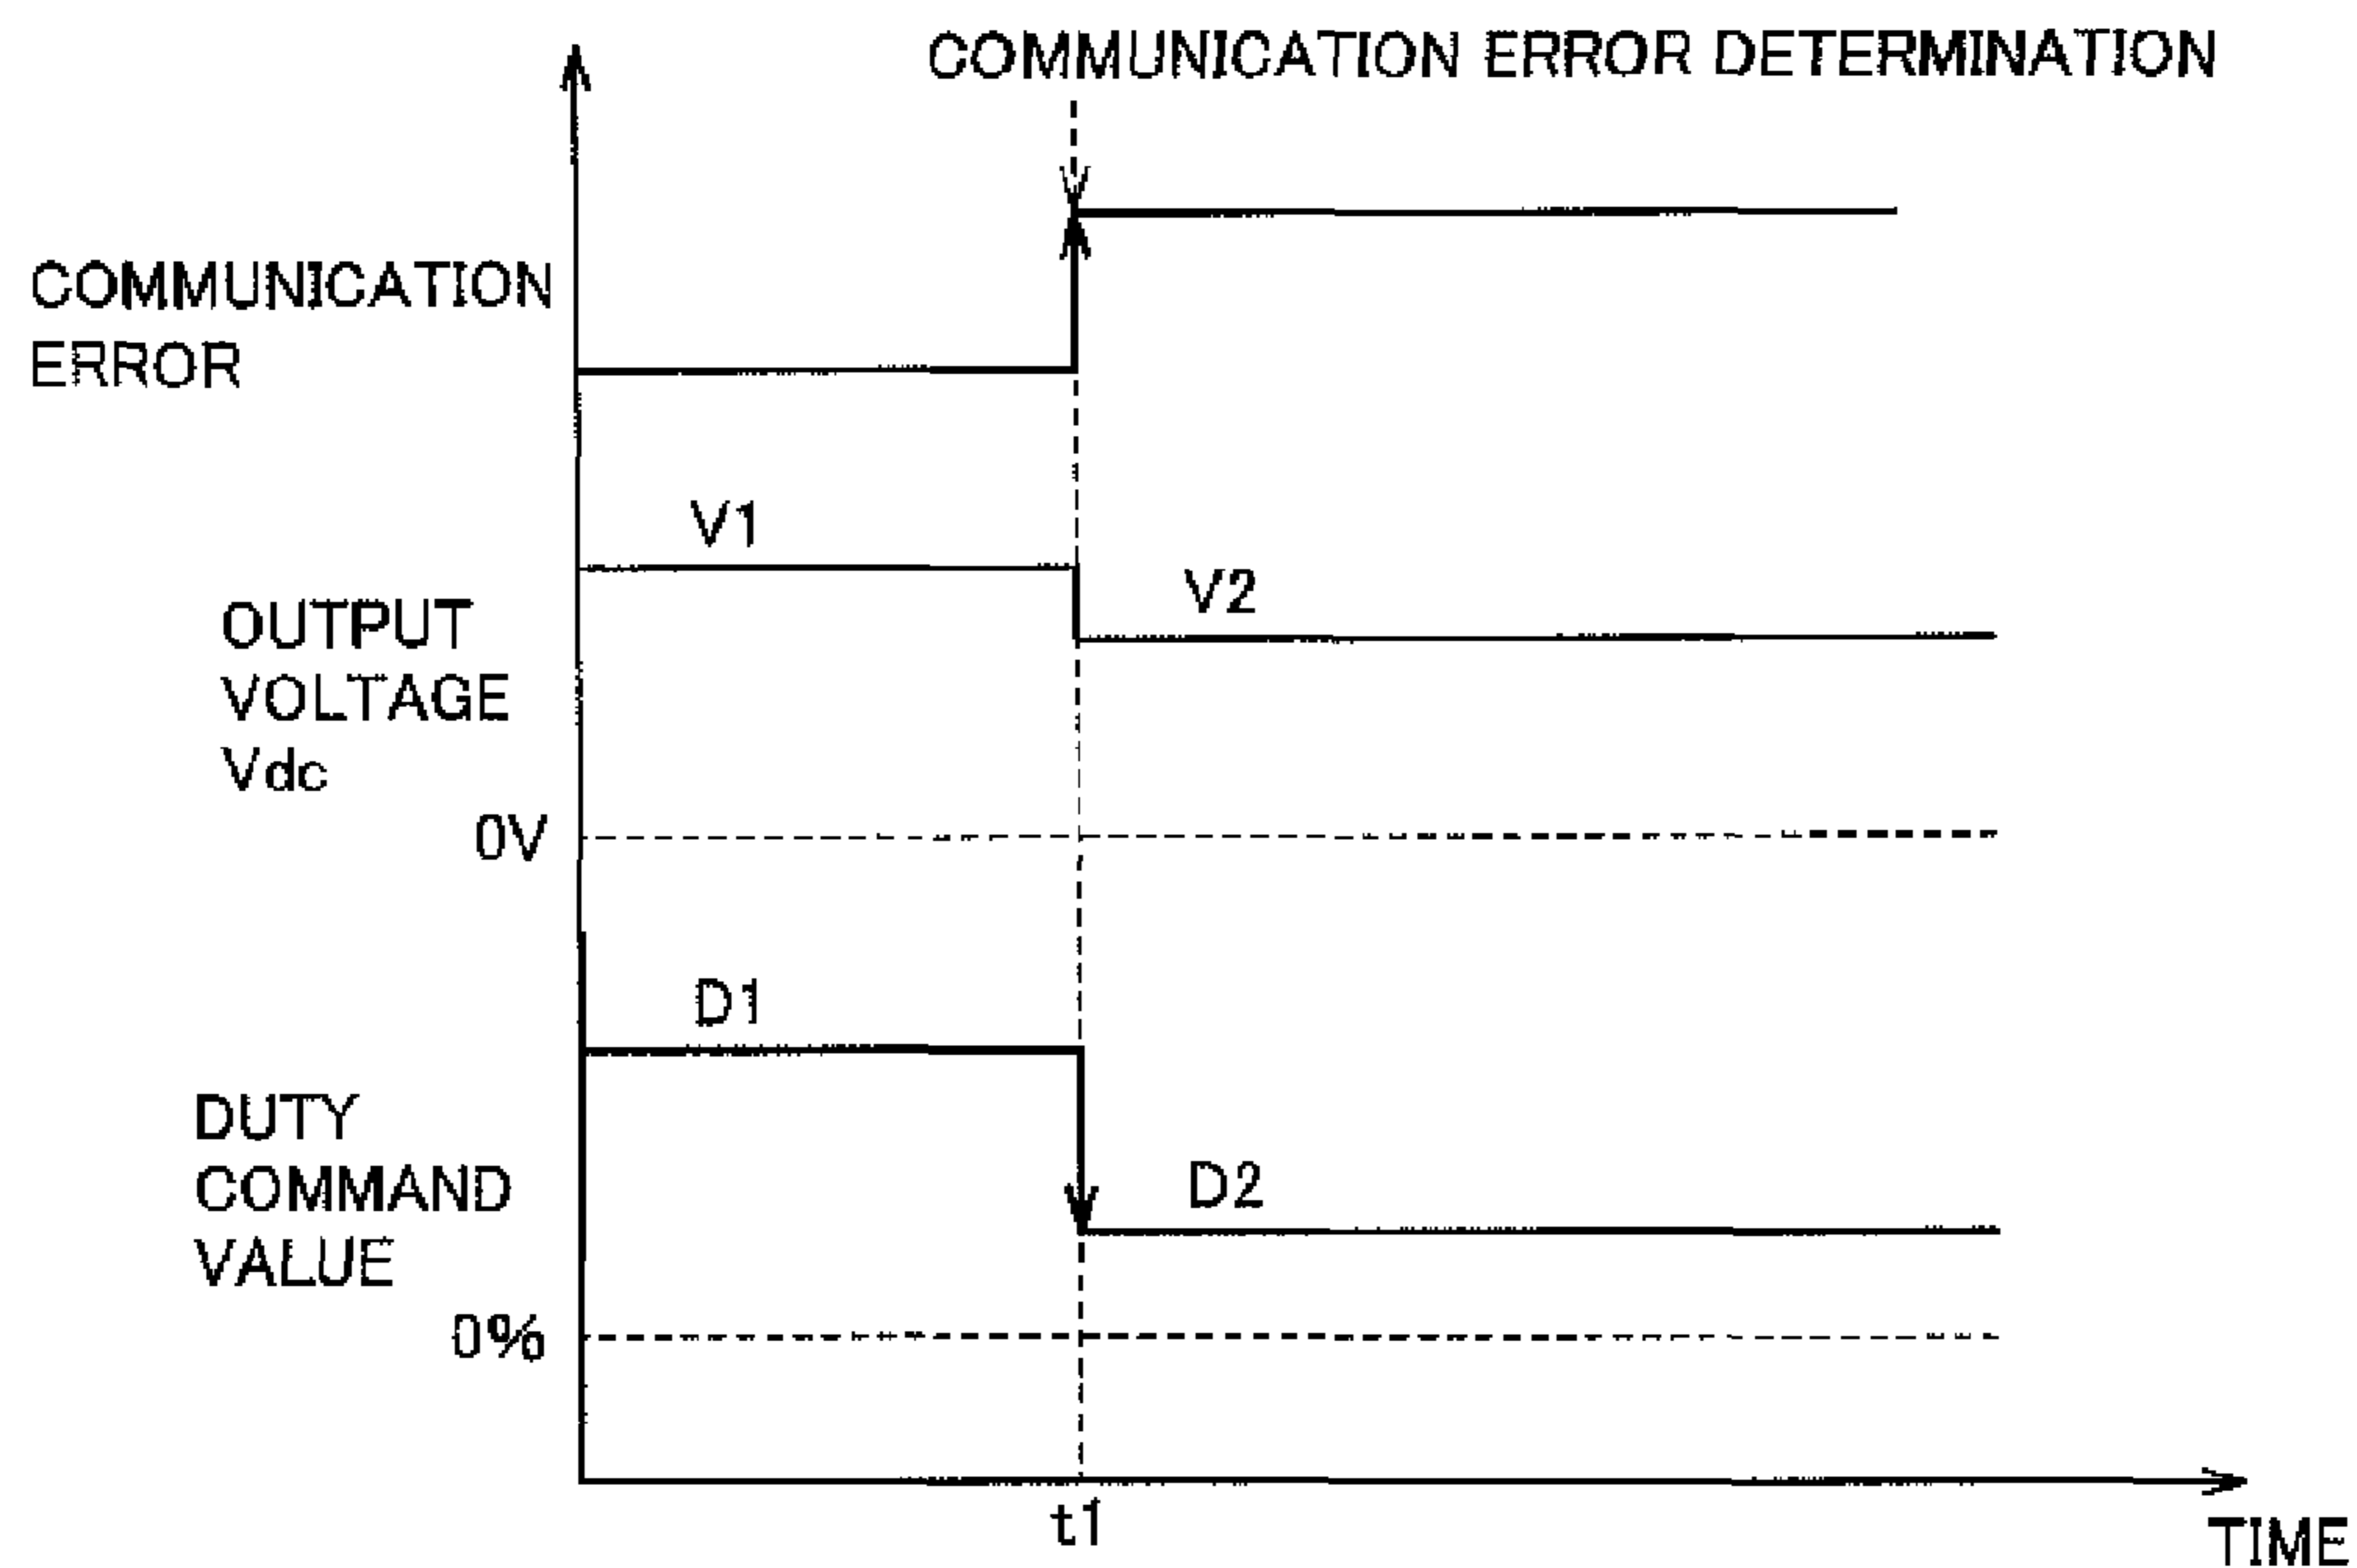 COMMUNICATION ERROR DETERMINATION
COMMUNICATION
ERROR
V1
V2
OUTPUT
VOLTAGE
Vdc
0V
D1
D2
DUTY
COMMAND
VALUE
0%
t1
TIME